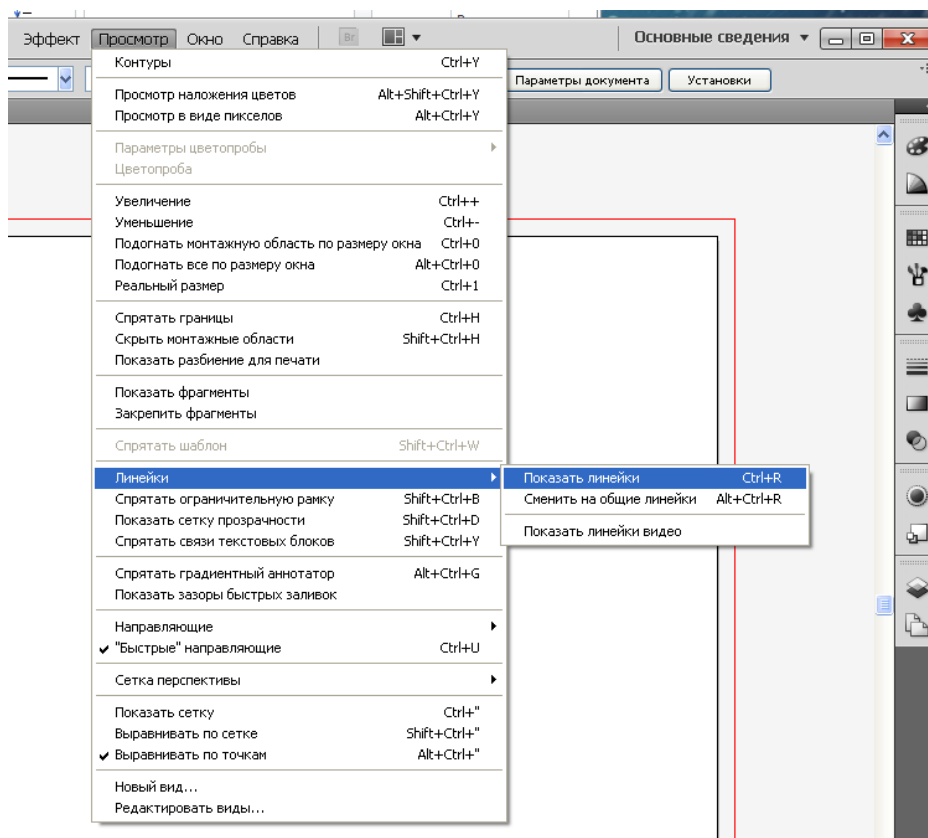 Эффект Просмотр Окно Справка Br Основные сведения
Параметры документа Установки
Контуры Ctrl+Y
Просмотр наложения цветов Alt+Shift+Ctrl+Y
Просмотр в виде пикселов Alt+Ctrl+Y
Параметры цветопробы
Цветопроба
Увеличение Ctrl++
Уменьшение Ctrl+-
Подогнать монтажную область по размеру окна Ctrl+0
Подогнать все по размеру окна Alt+Ctrl+0
Реальный размер Ctrl+1
Спрятать границы Ctrl+H
Скрыть монтажные области Shift+Ctrl+H
Показать разбиение для печати
Показать фрагменты
Закрепить фрагменты
Спрятать шаблон Shift+Ctrl+W
Линейки
Показать линейки Ctrl+R
Спрятать ограничительную рамку Shift+Ctrl+B
Сменить на общие линейки Alt+Ctrl+R
Показать сетку прозрачности Shift+Ctrl+D
Показать линейки видео
Спрятать связи текстовых блоков Shift+Ctrl+Y
Спрятать градиентный аннотатор Alt+Ctrl+G
Показать зазоры быстрых заливок
Направляющие
"Быстрые" направляющие Ctrl+U
Сетка перспективы
Показать сетку Ctrl+"
Выравнивать по сетке Shift+Ctrl+"
Выравнивать по точкам Alt+Ctrl+"
Новый вид...
Редактировать виды...